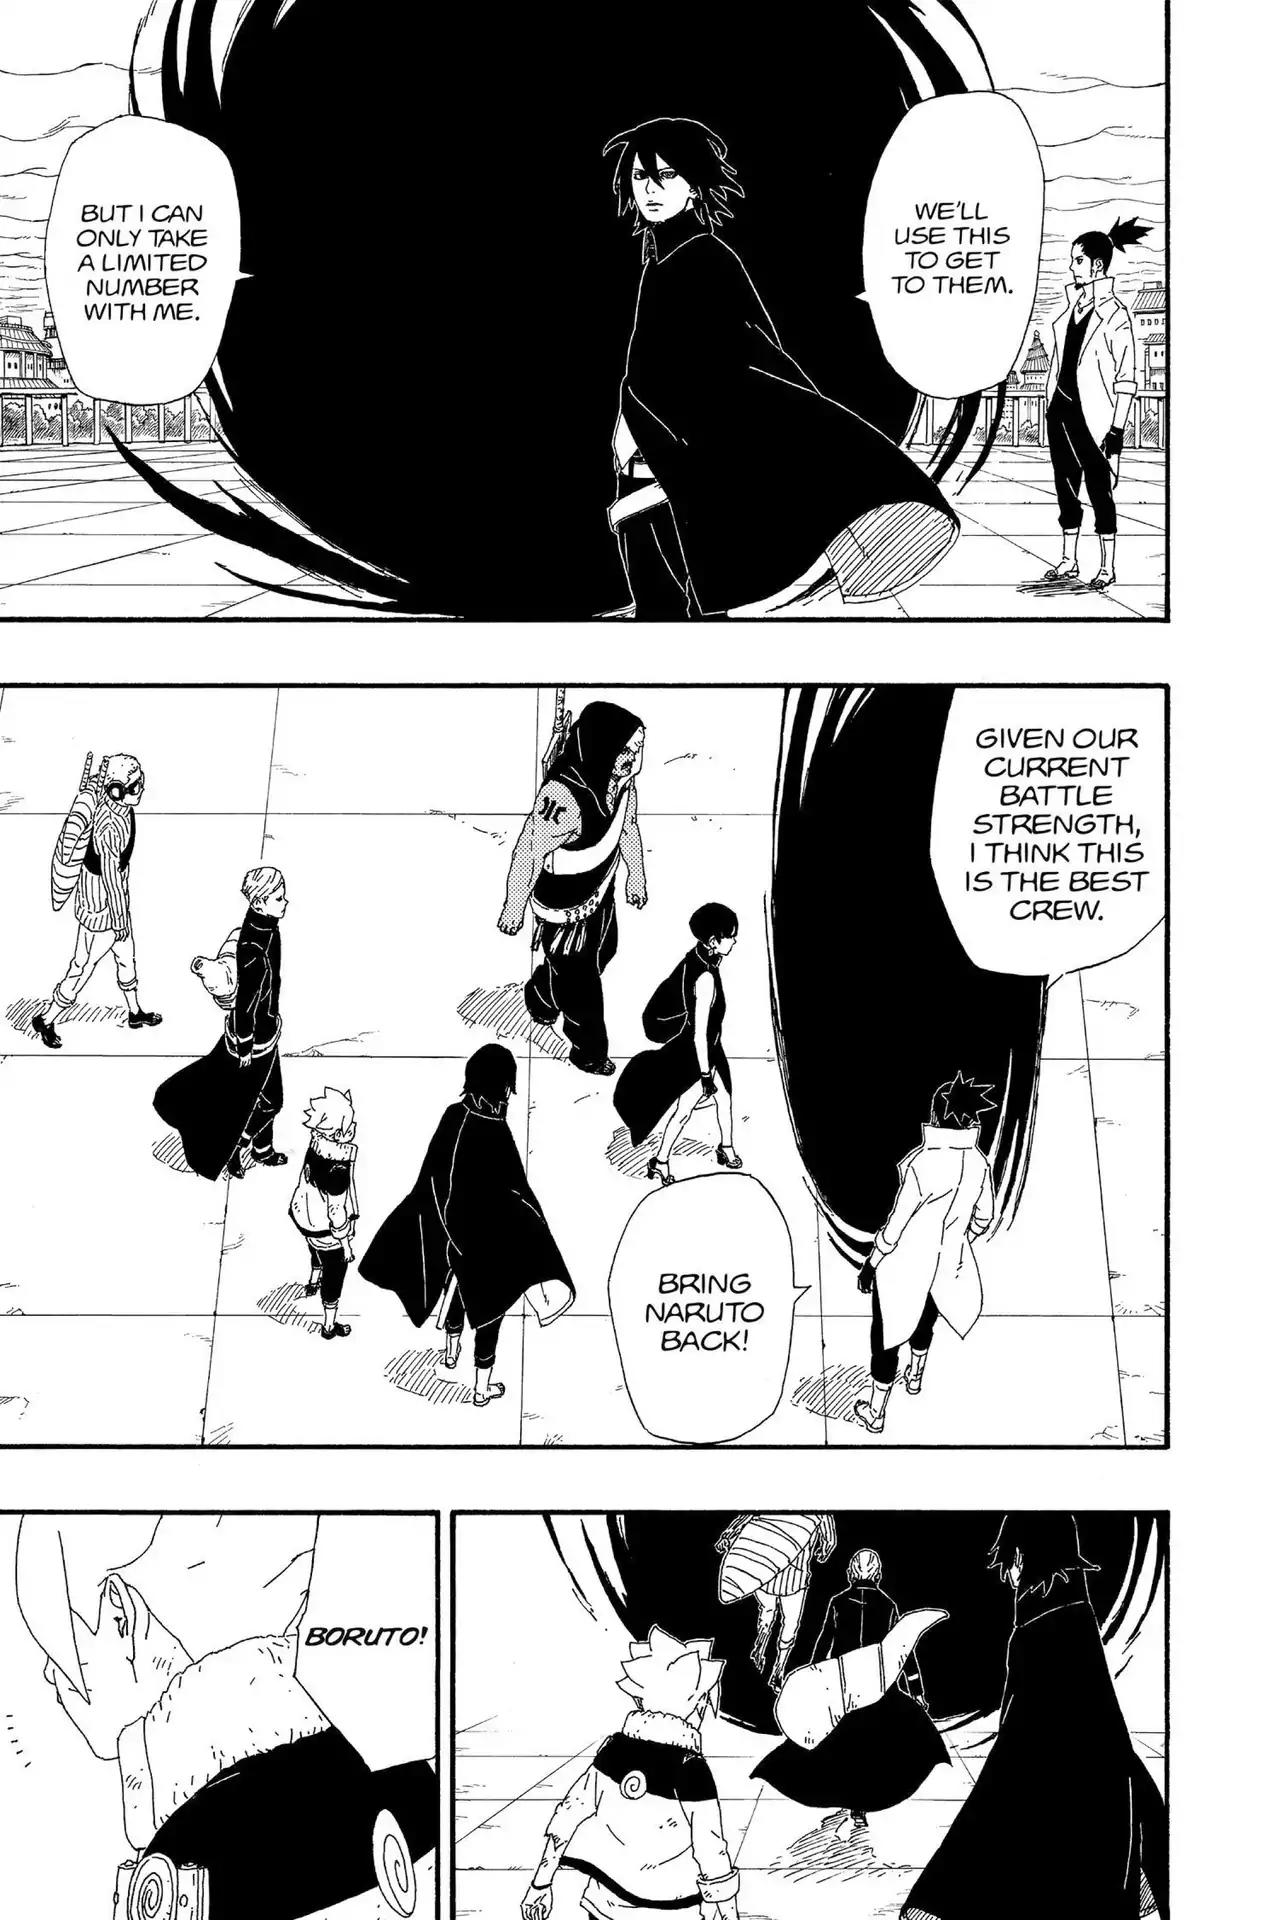 WE'LL
USE THIS
TO GET
TO THEM.
BUT I CAN
ONLY TAKE
A LIMITED
NUMBER
WITH ME.
GIVEN OUR
CURRENT
BATTLE
STRENGTH,
I THINK THIS
IS THE BEST
CREW.
BRING
NARUTO
BACK!
BORUTO!